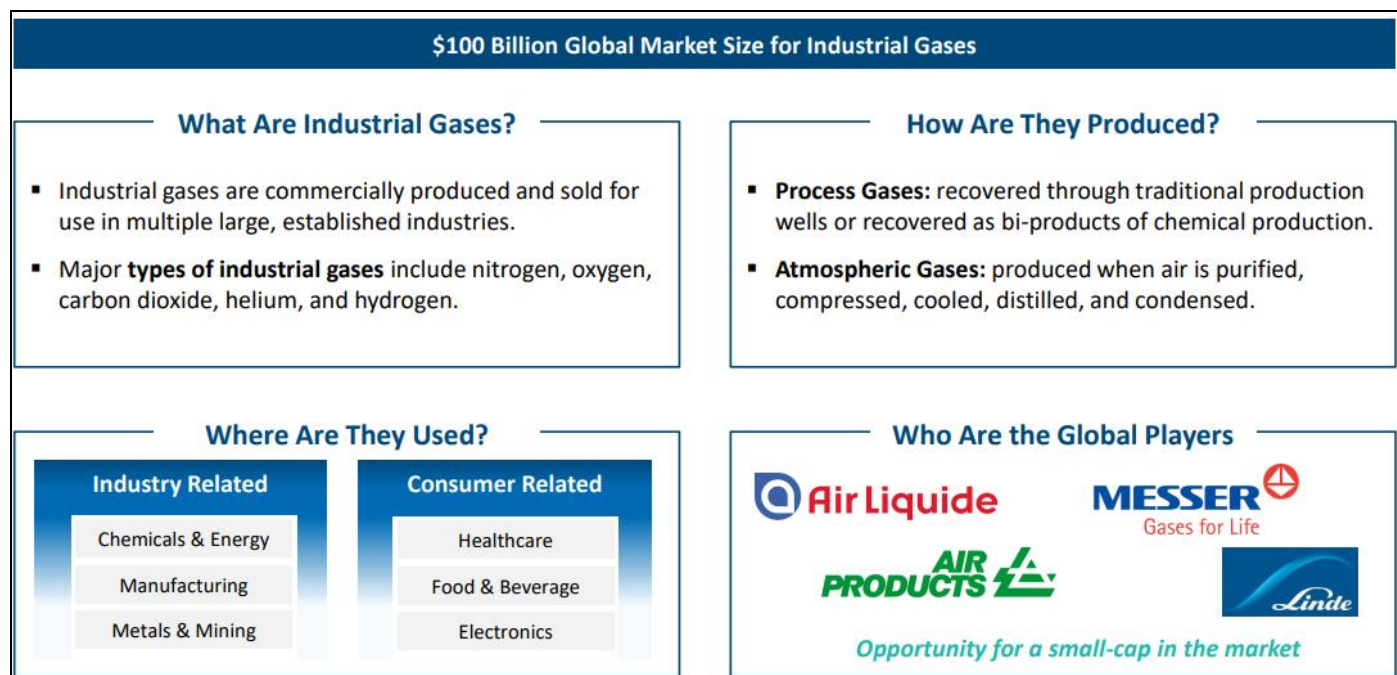 $100 Billion Global Market Size for Industrial Gases
What Are Industrial Gases?
▪ Industrial gases are commercially produced and sold for
use in multiple large, established industries.
▪ Major types of industrial gases include nitrogen, oxygen,
carbon dioxide, helium, and hydrogen.
How Are They Produced?
▪ Process Gases: recovered through traditional production
wells or recovered as bi-products of chemical production.
▪ Atmospheric Gases: produced when air is purified,
compressed, cooled, distilled, and condensed.
Where Are They Used?
Industry Related
Chemicals & Energy
Manufacturing
Metals & Mining
Consumer Related
Healthcare
Food & Beverage
Electronics
Who Are the Global Players
Air Liquide
MESSER
Gases for Life
AIR
PRODUCTS
Linde
Opportunity for a small-cap in the market